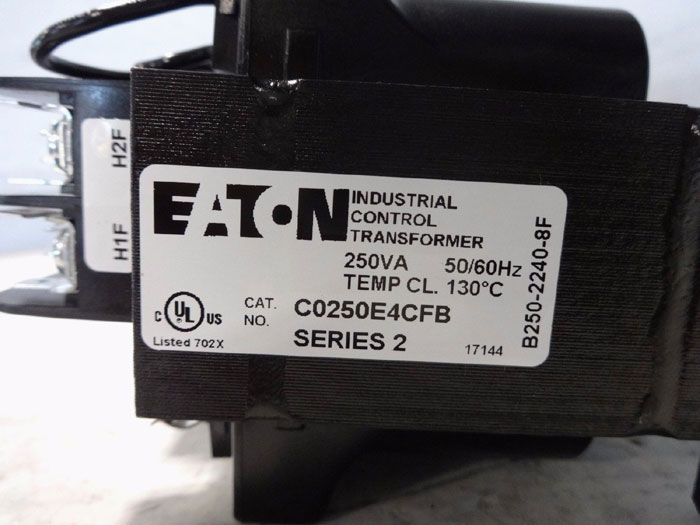 H2F
H1F
EATON
INDUSTRIAL
CONTROL
TRANSFORMER
250VA 50/60Hz
TEMP CL. 130°C
C UL US
Listed 702X
CAT. NO. C0250E4CFB
SERIES 2
17144
B250-2240-8F